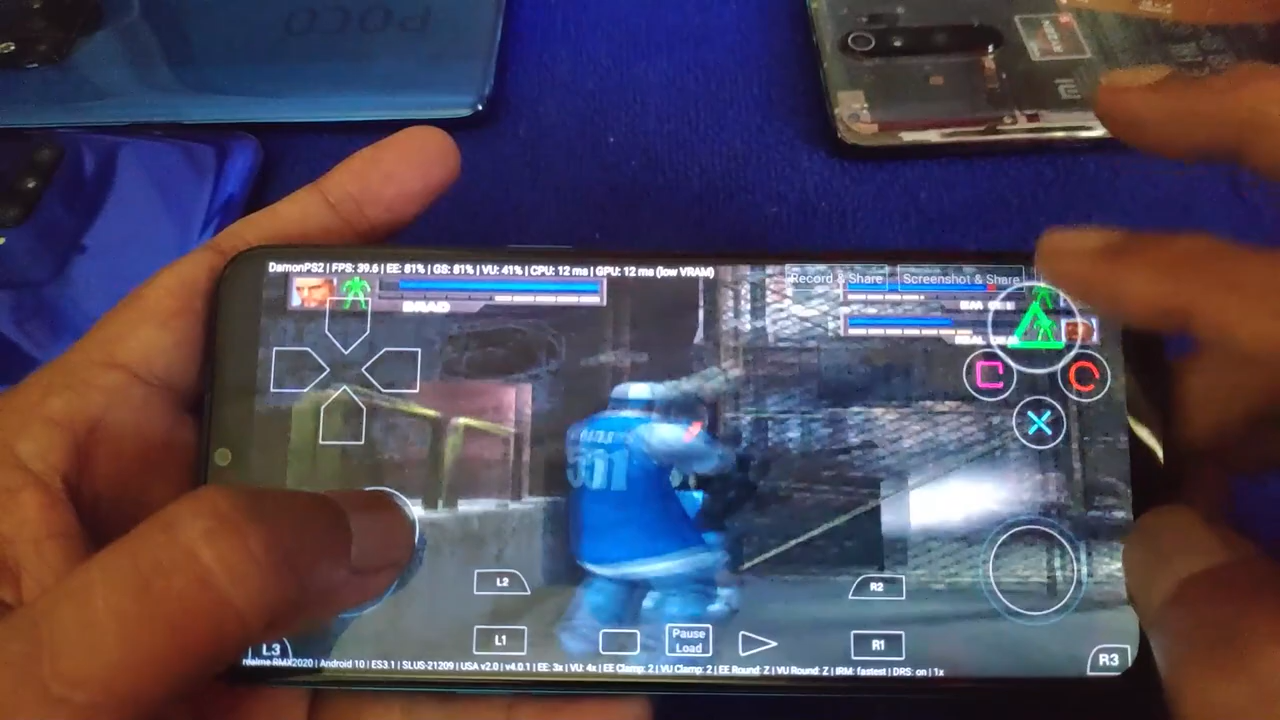 POCO
DamonPS2 | FPS: 39.6 | EE: 81% | GS: 81% | VU: 41% | CPU: 12 ms | GPU: 12 ms (low VRAM)
Record & Share
Screenshot & Share
BRAD
501
L2
R2
L1
Pause
Load
R1
L3
R3
realme RMX2020 | Android 10 | ES3.1 | SLUS-21209 | USA v2.0 | v4.0.1 | EE: 3x | VU: 4x | EE Clamp: 2 | VU Clamp: 2 | EE Round: Z | VU Round: Z | IRM: fastest | DRS: on | 1x